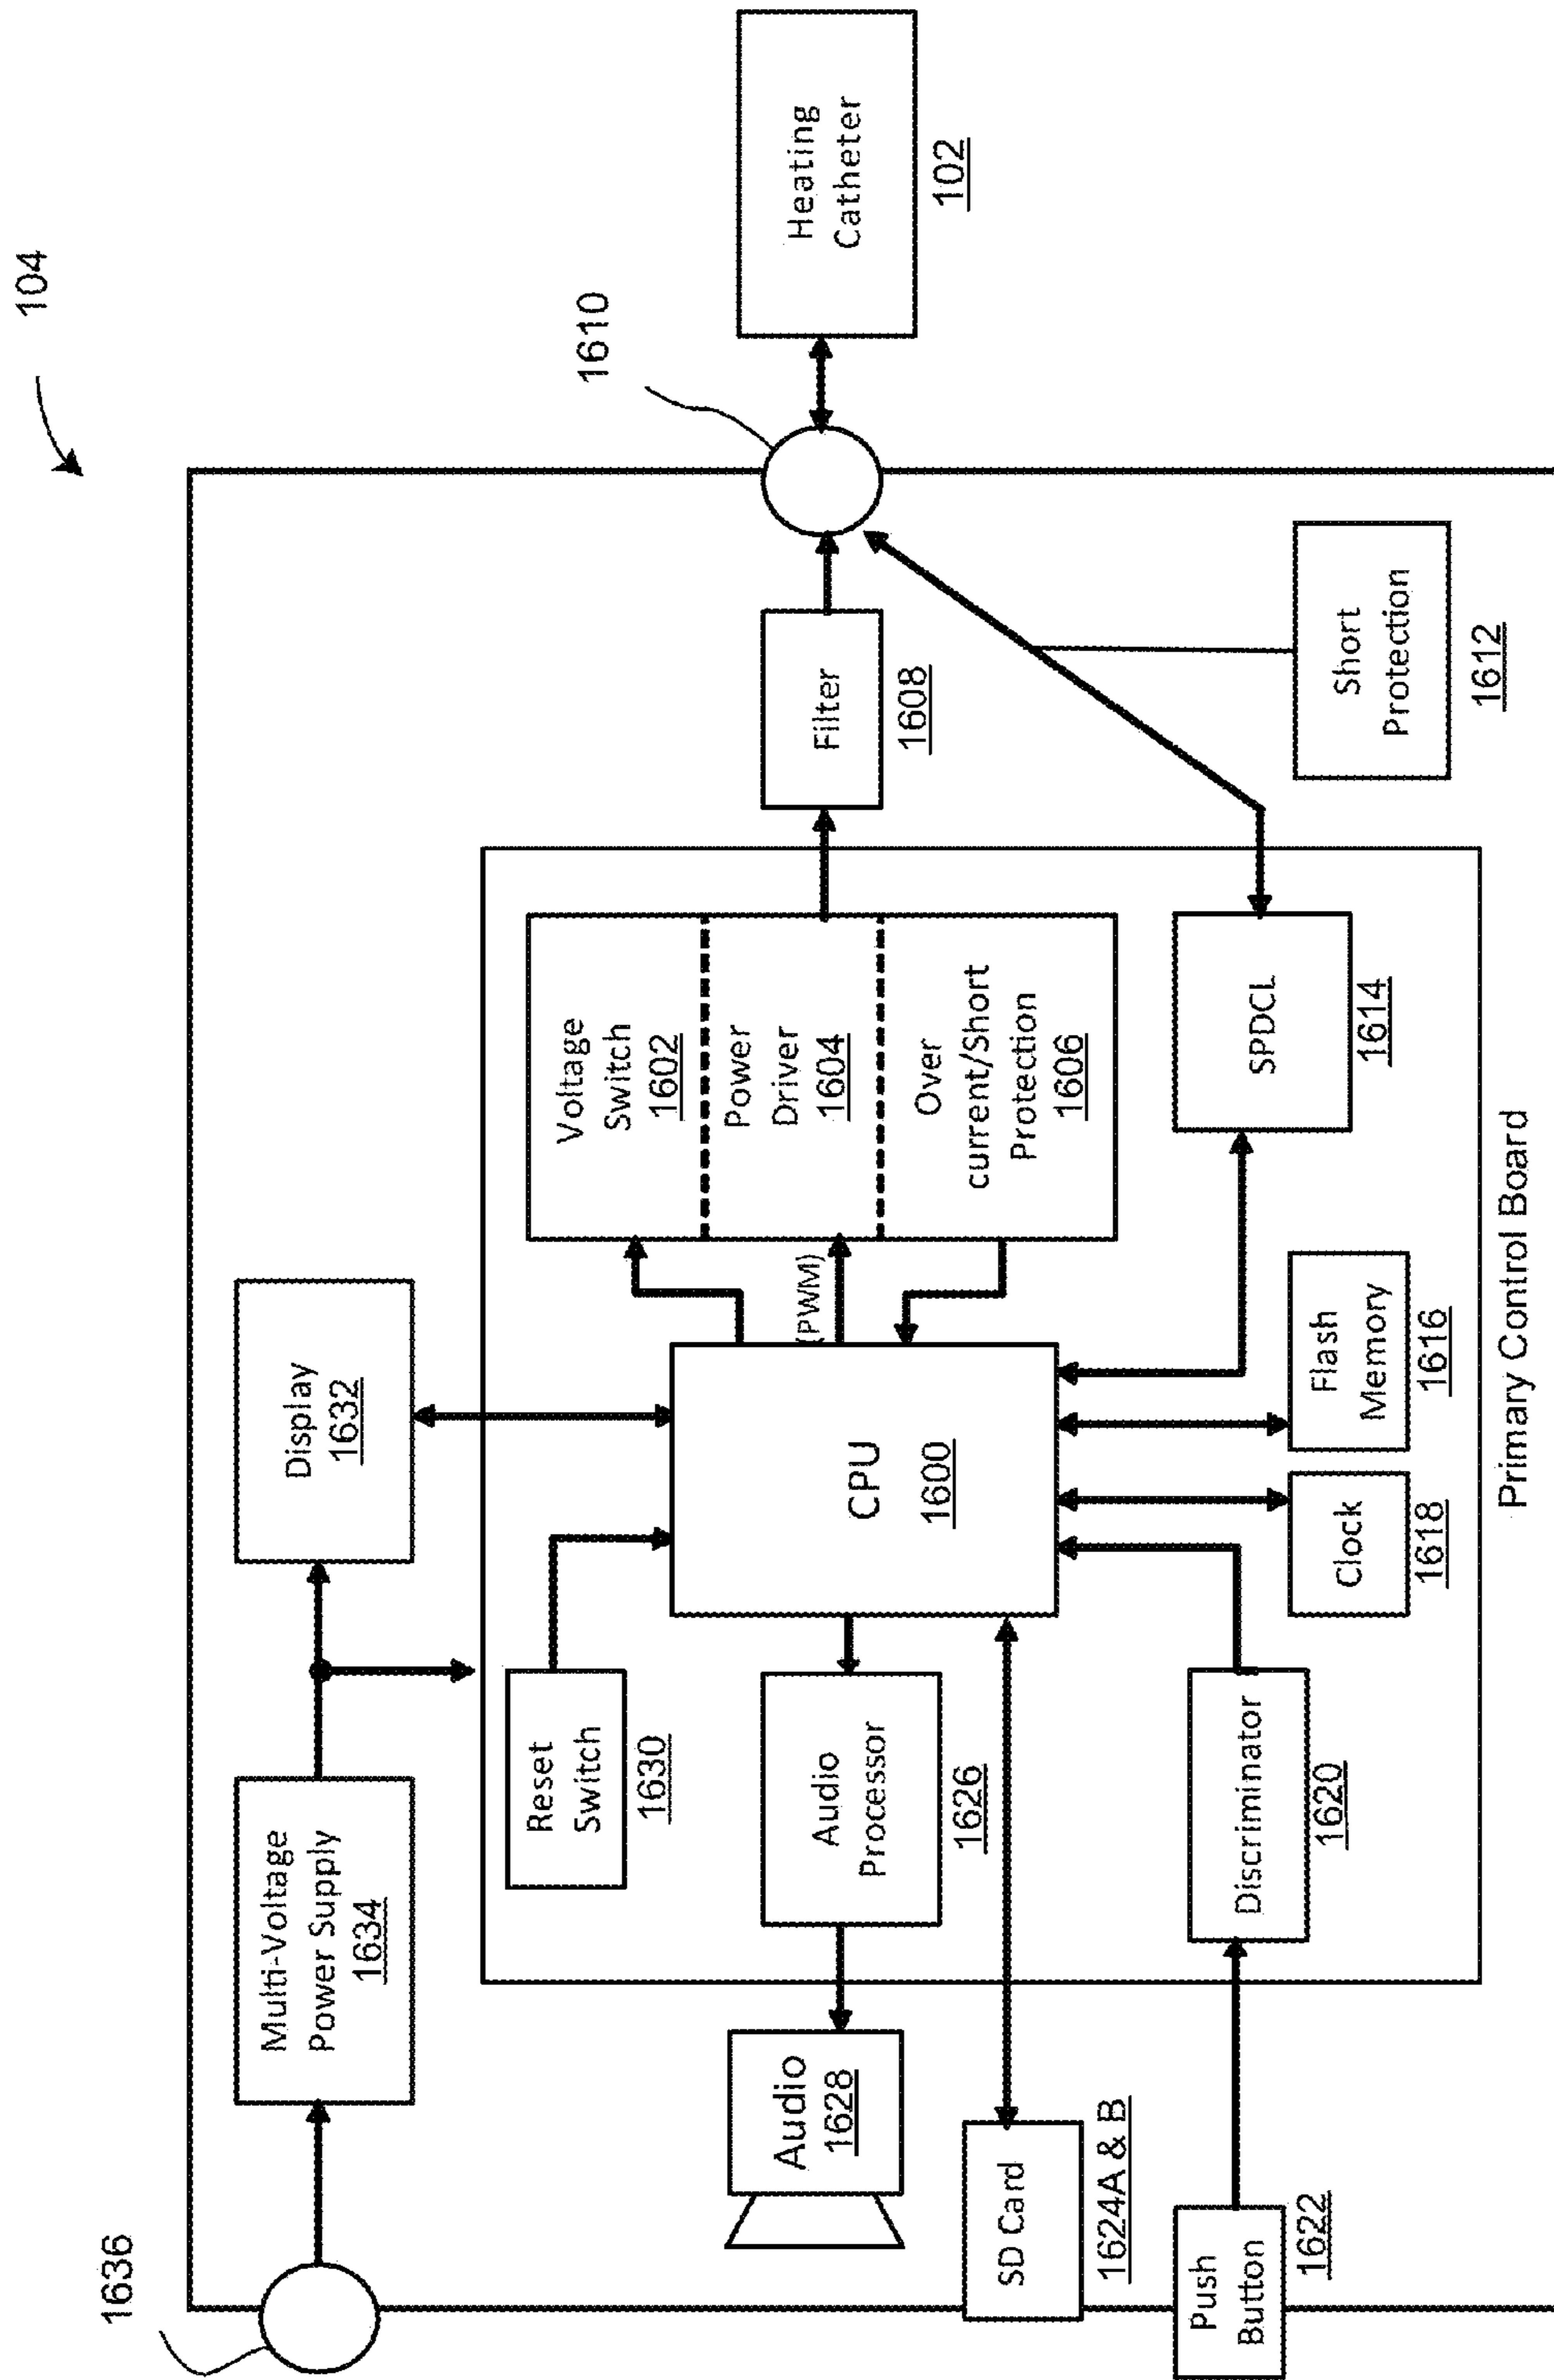 104
1636
Multi-Voltage
Power Supply
1634
Display
1632
1610
Reset
Switch
1630
Voltage
Switch
1602
Power
Driver
1604
Over
current/Short
Protection
1606
(PWM)
CPU
1600
Audio
Processor
1626
Audio
1628
Filter
1608
Heating
Catheter
102
SD Card
1624A & B
Push
Button
1622
Discriminator
1620
Clock
1618
Flash
Memory
1616
SPDCL
1614
Short
Protection
1612
Primary Control Board